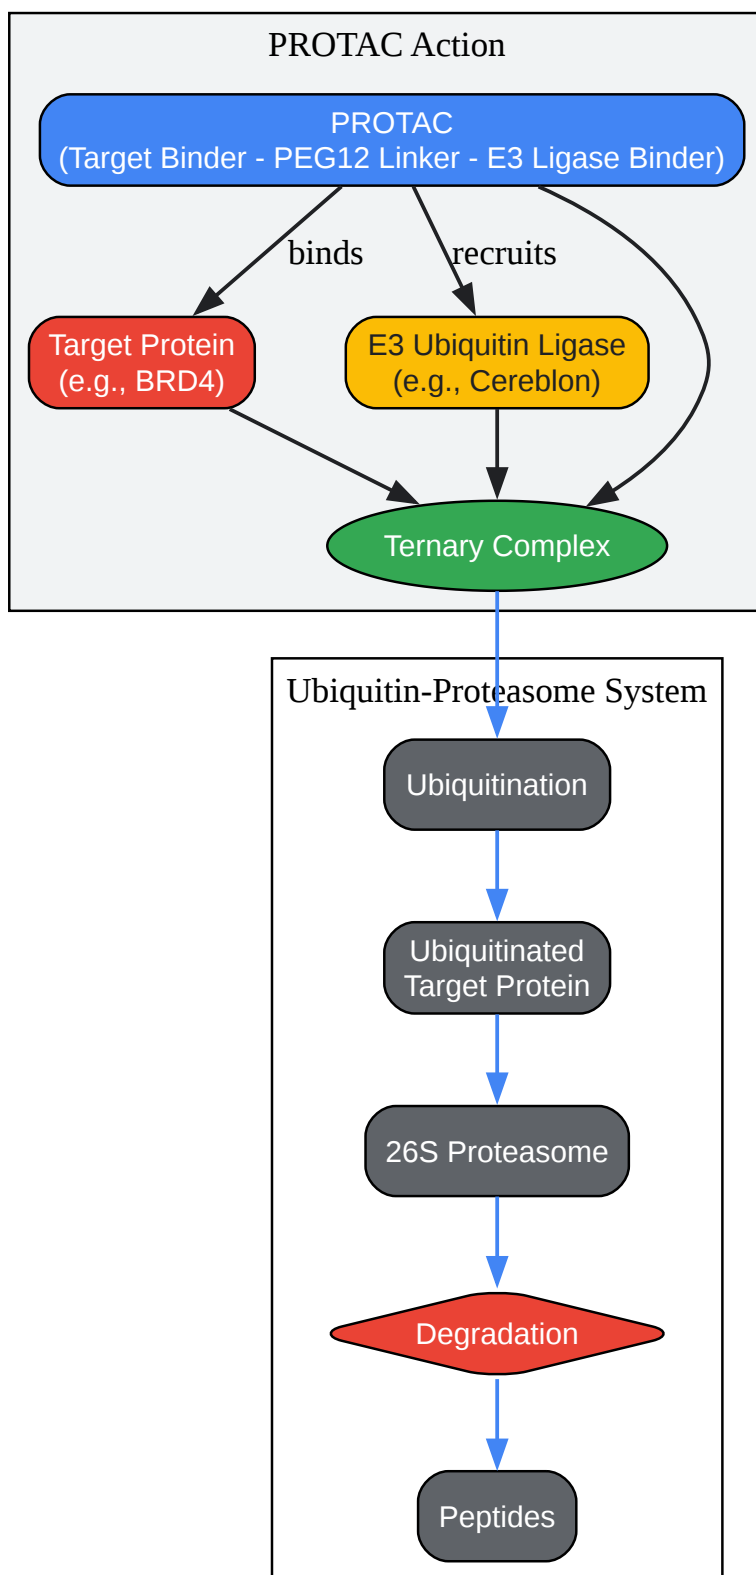 PROTAC Action
PROTAC
(Target Binder - PEG12 Linker - E3 Ligase Binder)
binds
recruits
Target Protein
(e.g., BRD4)
E3 Ubiquitin Ligase
(e.g., Cereblon)
Ternary Complex
Ubiquitin-Proteasome System
Ubiquitination
Ubiquitinated
Target Protein
26S Proteasome
Degradation
Peptides